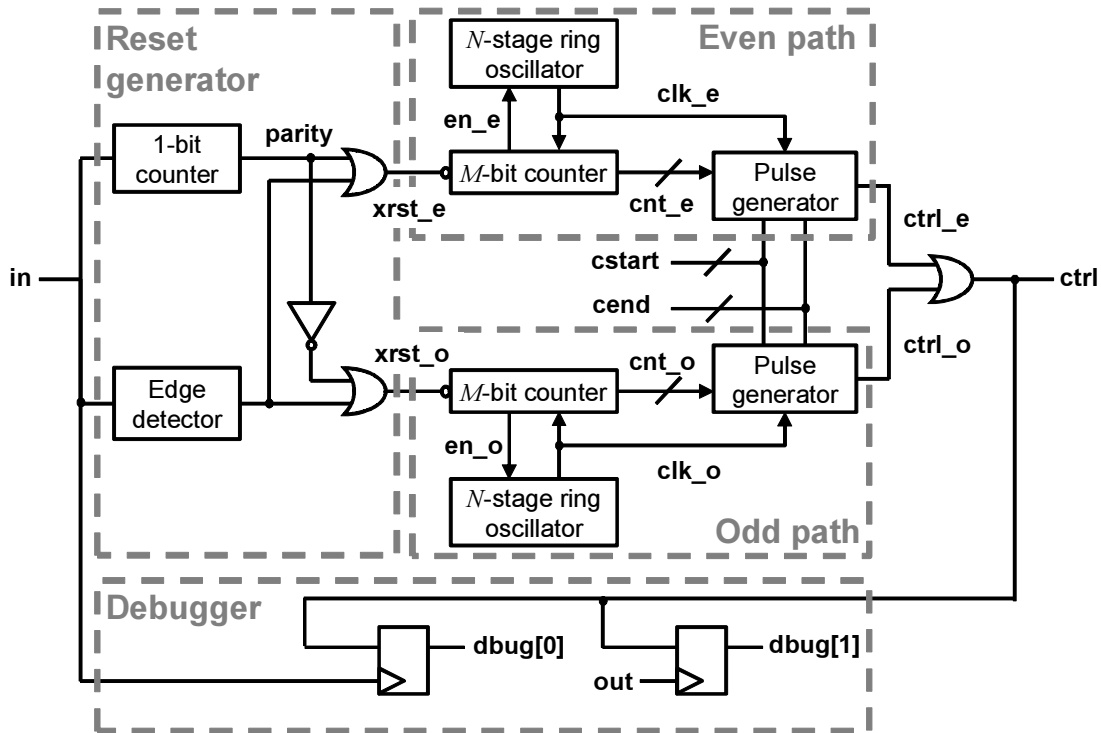 Reset
generator
Even path
N-stage ring
oscillator
clk_e
en_e
1-bit
counter
parity
M-bit counter
Pulse
generator
cnt_e
xrst_e
ctrl_e
cstart
in
ctrl
cend
xrst_o
cnt_o
ctrl_o
Edge
detector
M-bit counter
Pulse
generator
en_o
clk_o
N-stage ring
oscillator
Odd path
Debugger
dbug[0]
dbug[1]
out